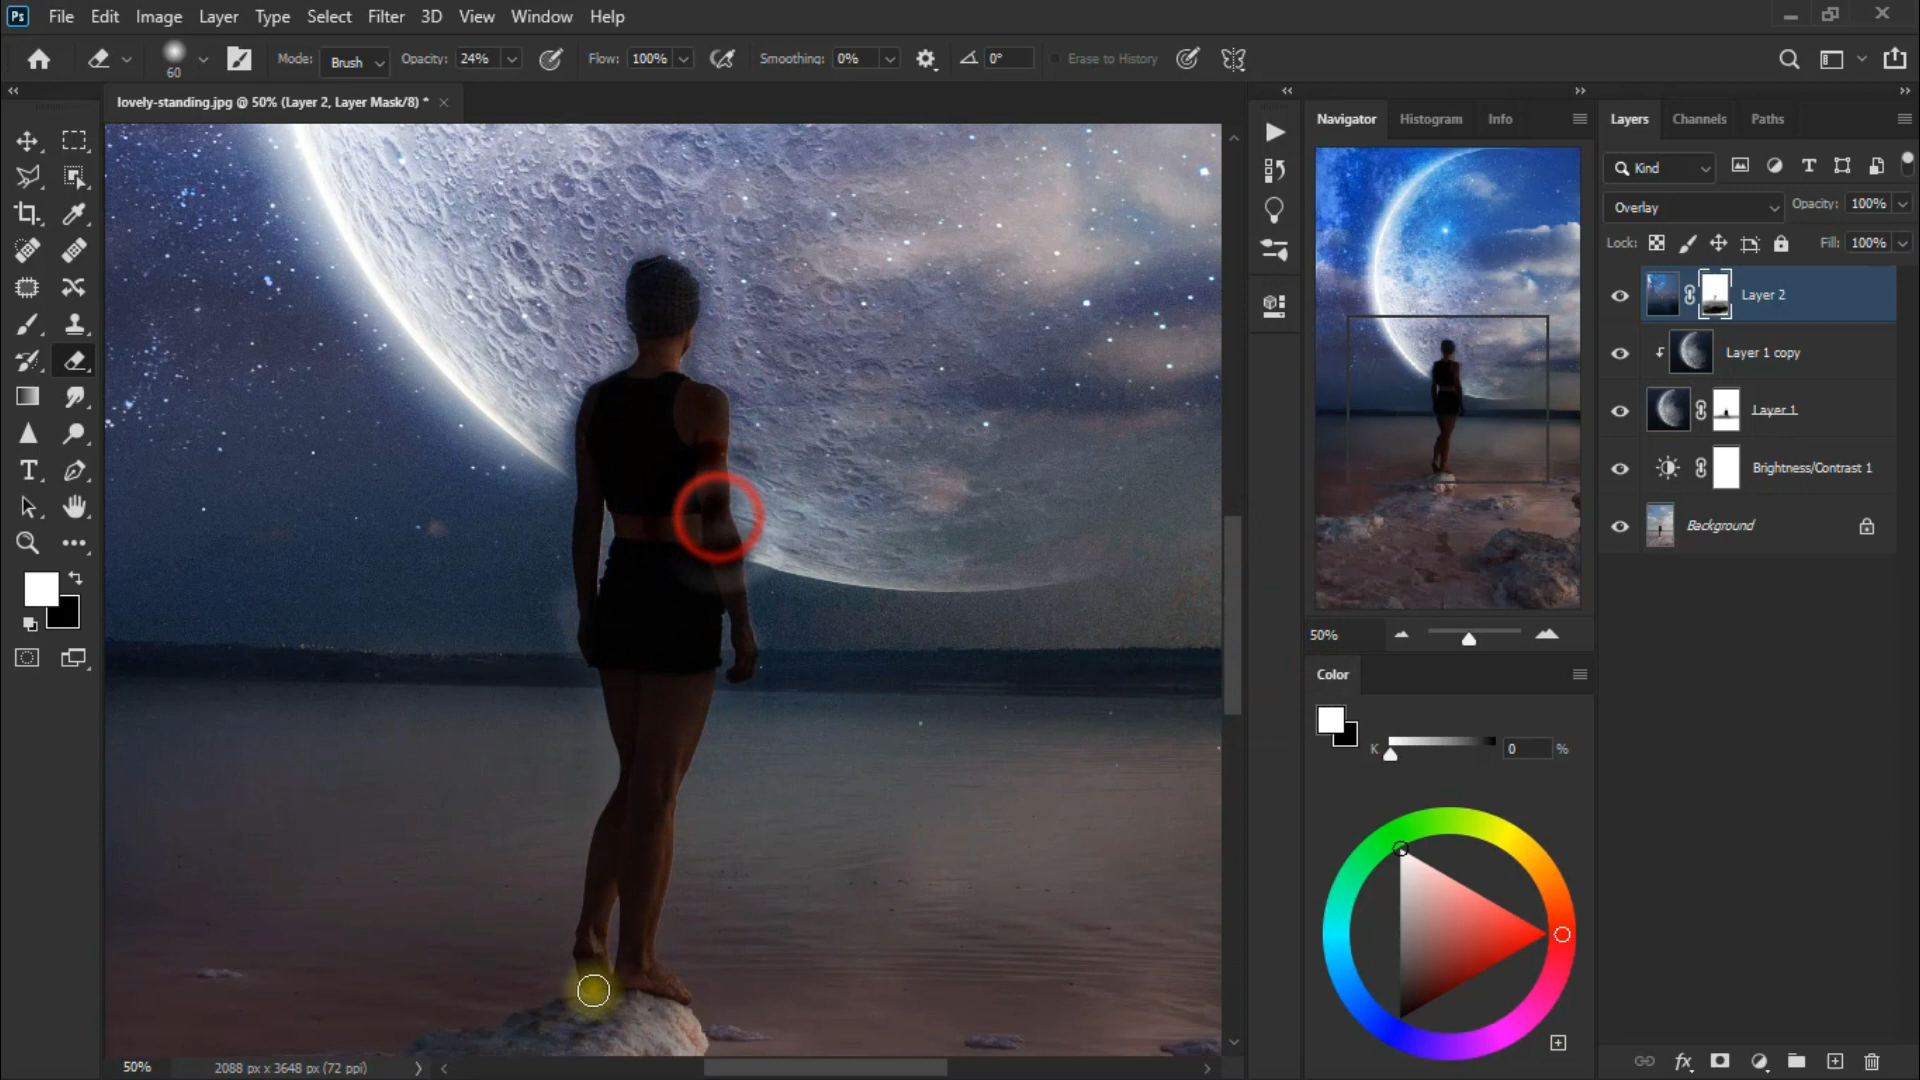 Ps File Edit Image Layer Type Select Filter 3D View Window Help
60 Mode: Brush Opacity: 24% Flow: 100% Smoothing: 0% 0° Erase to History
lovely-standing.jpg @ 50% (Layer 2, Layer Mask/8) *
Navigator Histogram Info
50%
Color
K 0 %
Layers Channels Paths
Kind
Overlay Opacity: 100%
Lock: Fill: 100%
Layer 2
Layer 1 copy
Layer 1
Brightness/Contrast 1
Background
50% 2088 px x 3648 px (72 ppi)